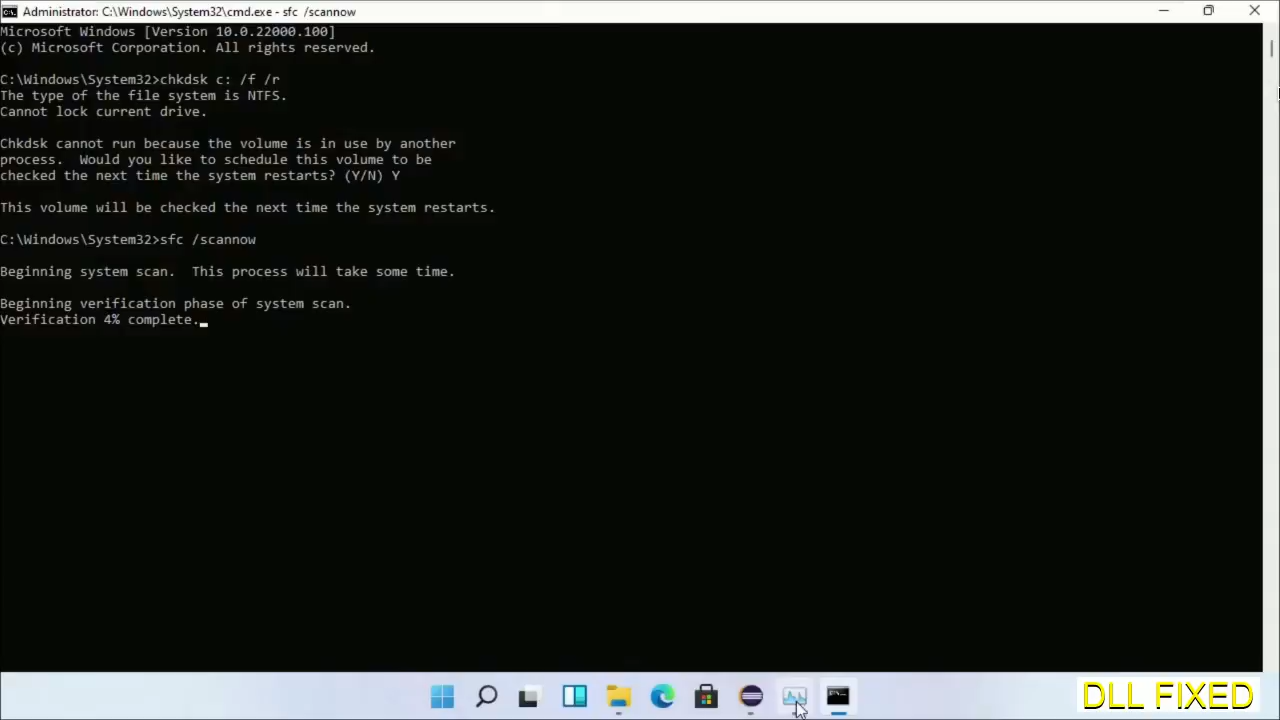 Administrator: C:\Windows\System32\cmd.exe - sfc /scannow
Microsoft Windows [Version 10.0.22000.100]
(c) Microsoft Corporation. All rights reserved.
C:\Windows\System32>chkdsk c: /f /r
The type of the file system is NTFS.
Cannot lock current drive.
Chkdsk cannot run because the volume is in use by another
process.  Would you like to schedule this volume to be
checked the next time the system restarts? (Y/N) Y
This volume will be checked the next time the system restarts.
C:\Windows\System32>sfc /scannow
Beginning system scan.  This process will take some time.
Beginning verification phase of system scan.
Verification 4% complete.
DLL FIXED